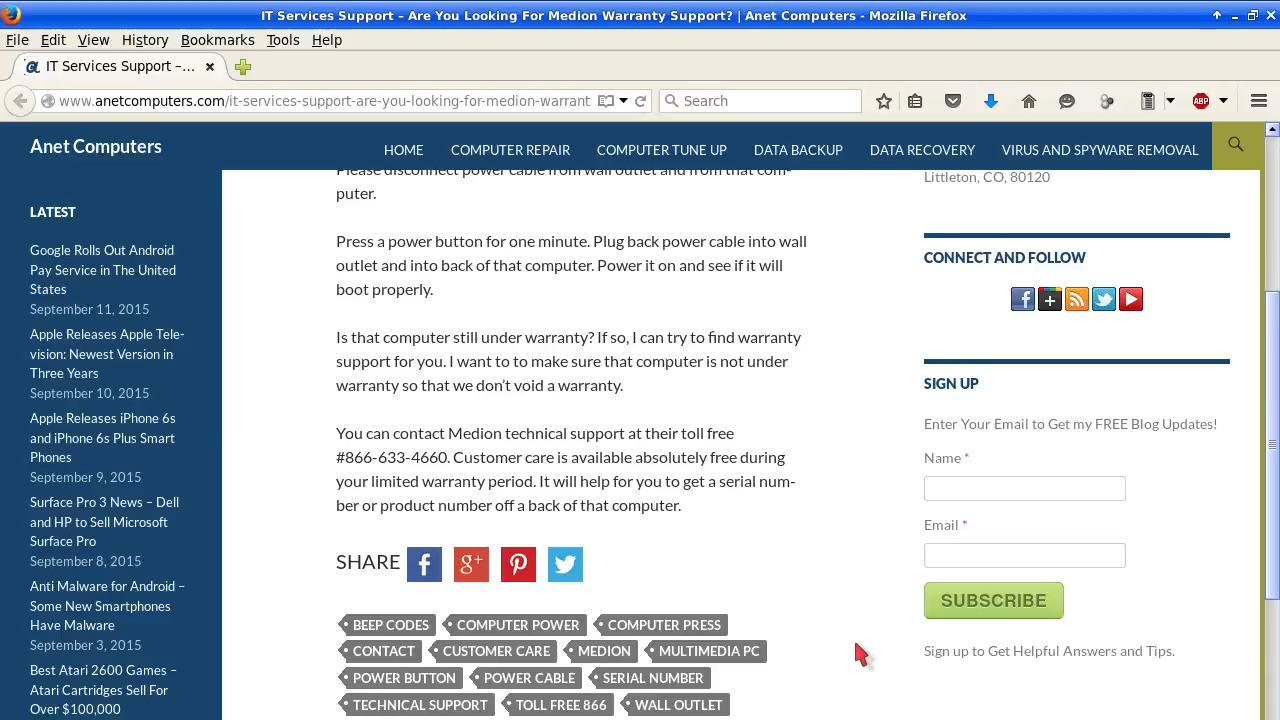 IT Services Support – Are You Looking For Medion Warranty Support? | Anet Computers - Mozilla Firefox
File Edit View History Bookmarks Tools Help
IT Services Support –...
www.anetcomputers.com/it-services-support-are-you-looking-for-medion-warrant
Search
ABP
Anet Computers
HOME COMPUTER REPAIR COMPUTER TUNE UP DATA BACKUP DATA RECOVERY VIRUS AND SPYWARE REMOVAL
LATEST
Google Rolls Out Android
Pay Service in The United
States
September 11, 2015
Apple Releases Apple Tele-
vision: Newest Version in
Three Years
September 10, 2015
Apple Releases iPhone 6s
and iPhone 6s Plus Smart
Phones
September 9, 2015
Surface Pro 3 News – Dell
and HP to Sell Microsoft
Surface Pro
September 8, 2015
Anti Malware for Android –
Some New Smartphones
Have Malware
September 3, 2015
Best Atari 2600 Games –
Atari Cartridges Sell For
Over $100,000
Please disconnect power cable from wall outlet and from that com-
puter.
Press a power button for one minute. Plug back power cable into wall
outlet and into back of that computer. Power it on and see if it will
boot properly.
Is that computer still under warranty? If so, I can try to find warranty
support for you. I want to to make sure that computer is not under
warranty so that we don’t void a warranty.
You can contact Medion technical support at their toll free
#866-633-4660. Customer care is available absolutely free during
your limited warranty period. It will help for you to get a serial num-
ber or product number off a back of that computer.
SHARE
BEEP CODES COMPUTER POWER COMPUTER PRESS
CONTACT CUSTOMER CARE MEDION MULTIMEDIA PC
POWER BUTTON POWER CABLE SERIAL NUMBER
TECHNICAL SUPPORT TOLL FREE 866 WALL OUTLET
Littleton, CO, 80120
CONNECT AND FOLLOW
SIGN UP
Enter Your Email to Get my FREE Blog Updates!
Name *
Email *
SUBSCRIBE
Sign up to Get Helpful Answers and Tips.